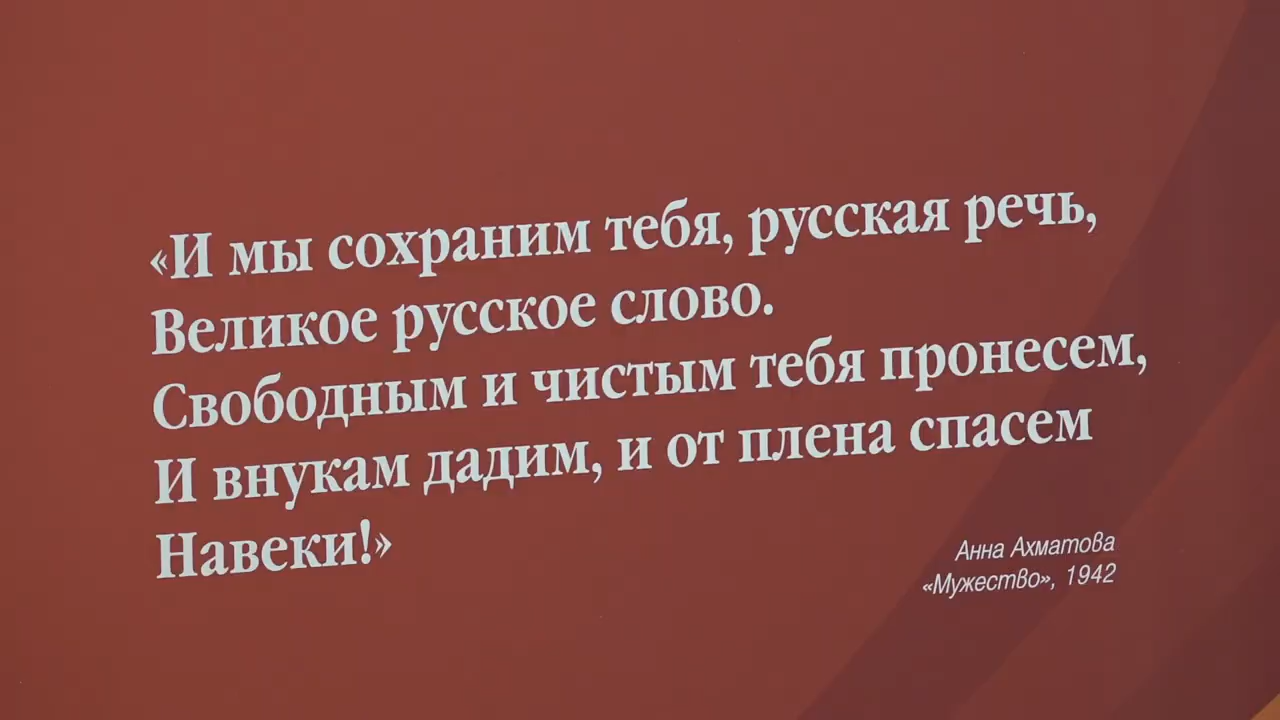 «И мы сохраним тебя, русская речь,
Великое русское слово.
Свободным и чистым тебя пронесем,
И внукам дадим, и от плена спасем
Навеки!»
Анна Ахматова
«Мужество», 1942